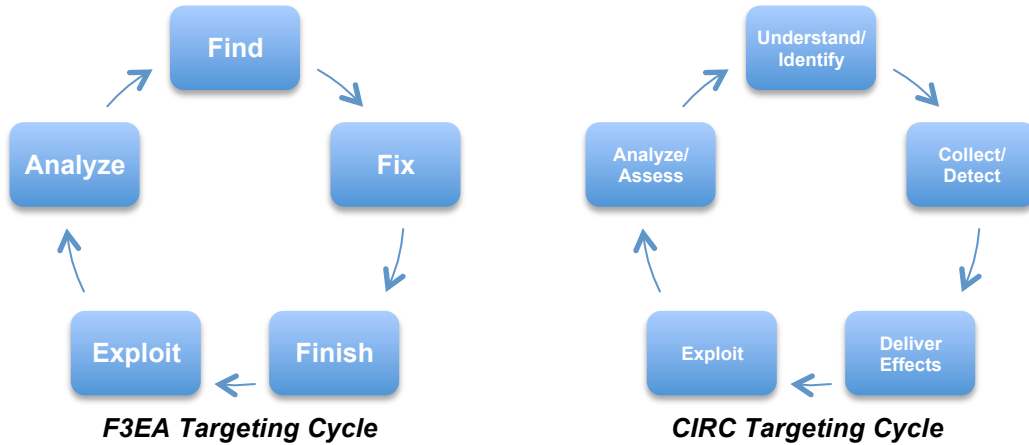 Find
Fix
Finish
Exploit
Analyze
F3EA Targeting Cycle
Understand/
Identify
Collect/
Detect
Deliver
Effects
Exploit
Analyze/
Assess
CIRC Targeting Cycle